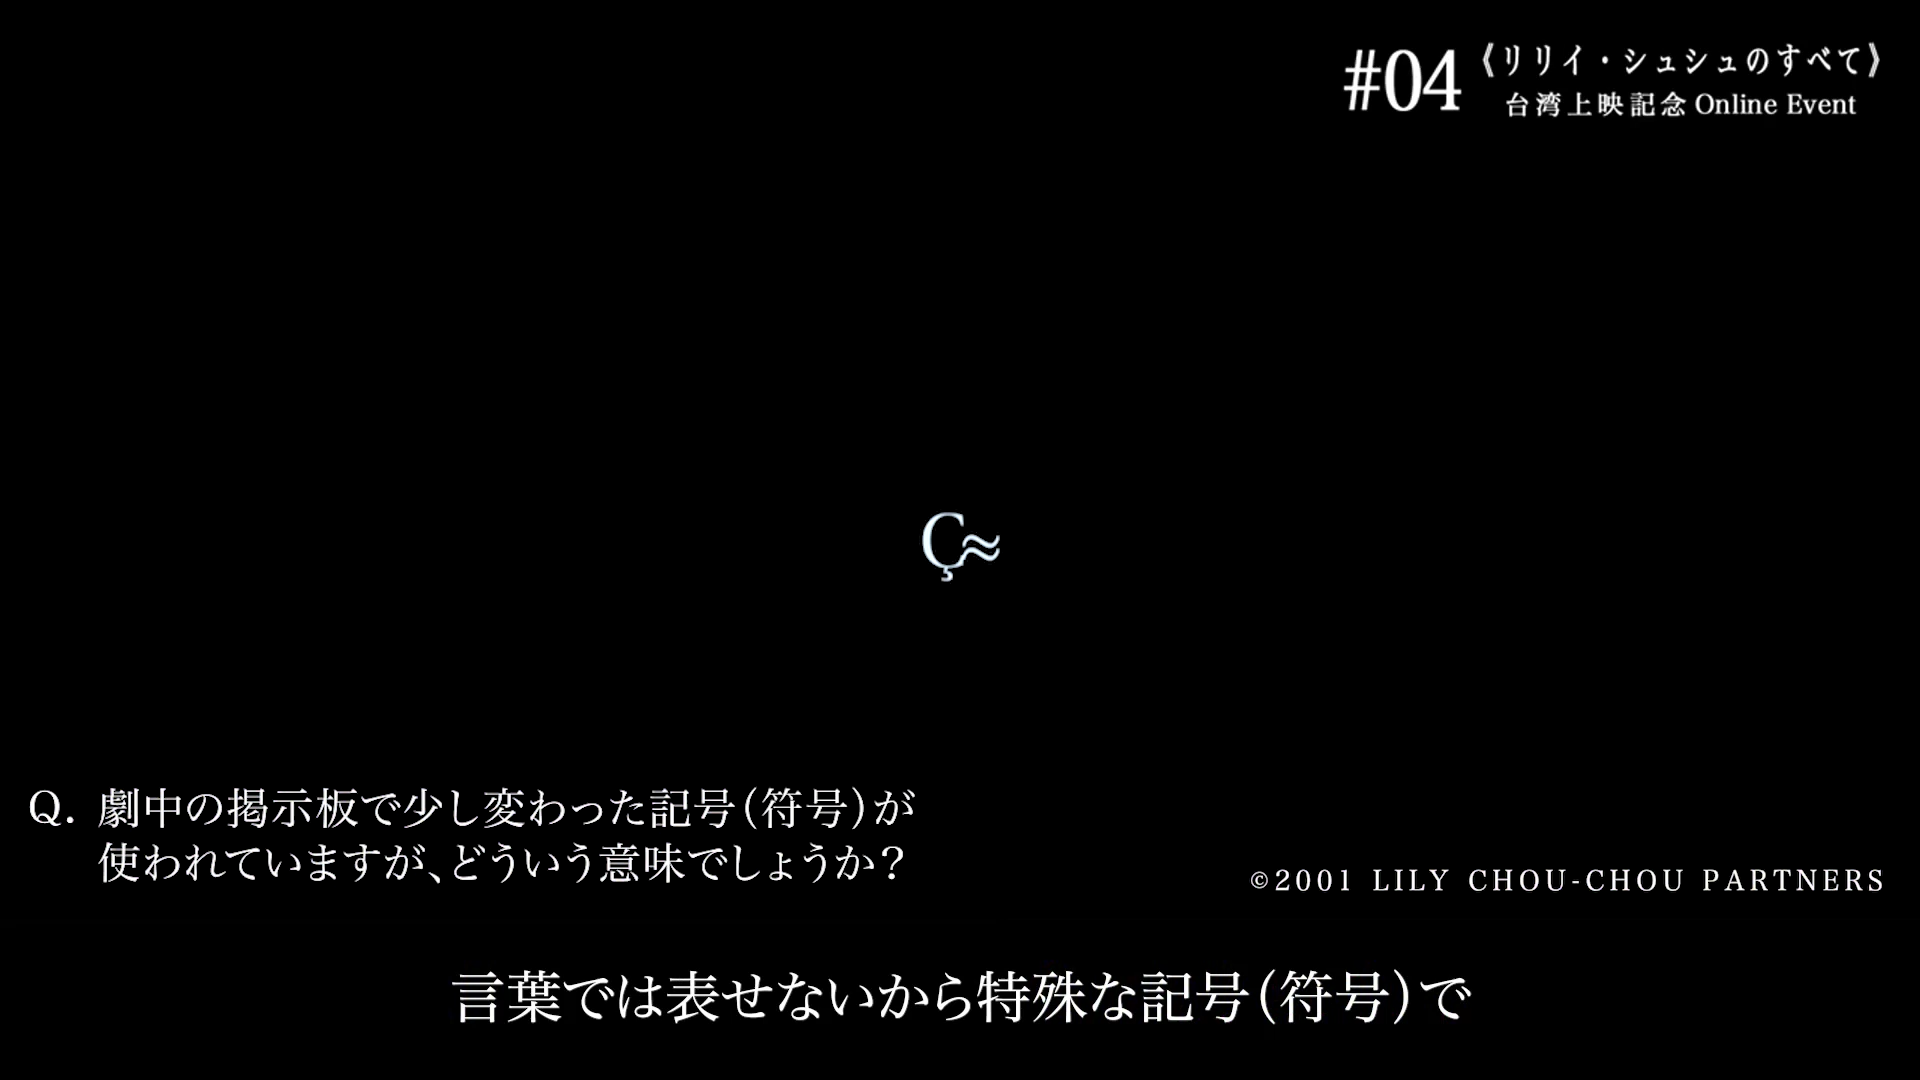 #04
《リリイ・シュシュのすべて》
台湾上映記念 Online Event
Ç≈
Q. 劇中の掲示板で少し変わった記号(符号)が
使われていますが、どういう意味でしょうか?
©2001 LILY CHOU-CHOU PARTNERS
言葉では表せないから特殊な記号(符号)で